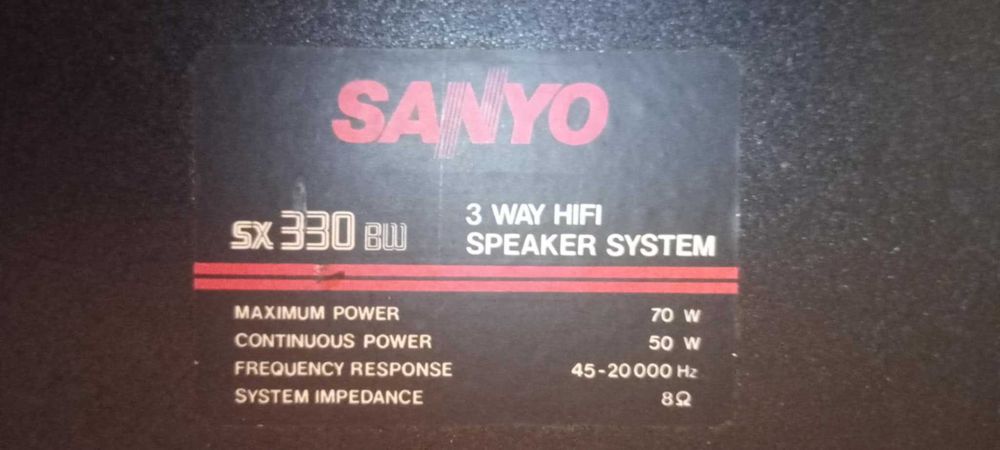 SANYO
SX 330 BW
3 WAY HIFI
SPEAKER SYSTEM
MAXIMUM POWER 70 W
CONTINUOUS POWER 50 W
FREQUENCY RESPONSE 45-20000 Hz
SYSTEM IMPEDANCE 8Ω